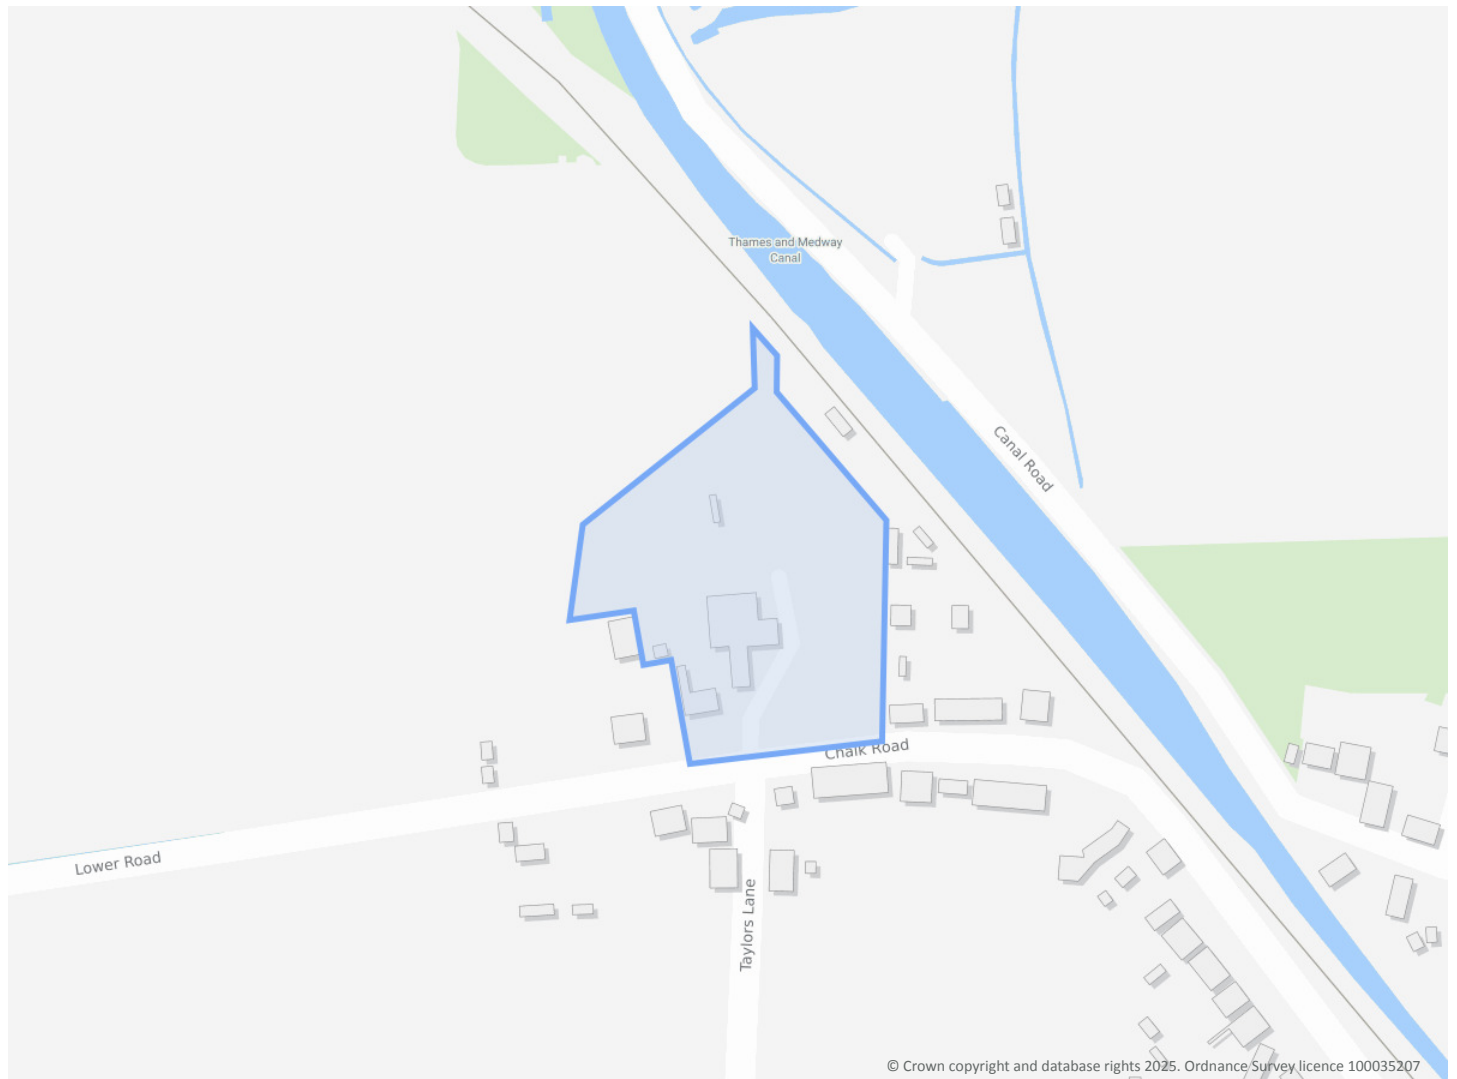 Thames and Medway
Canal
Canal Road
Chalk Road
Lower Road
Taylors Lane
© Crown copyright and database rights 2025. Ordnance Survey licence 100035207